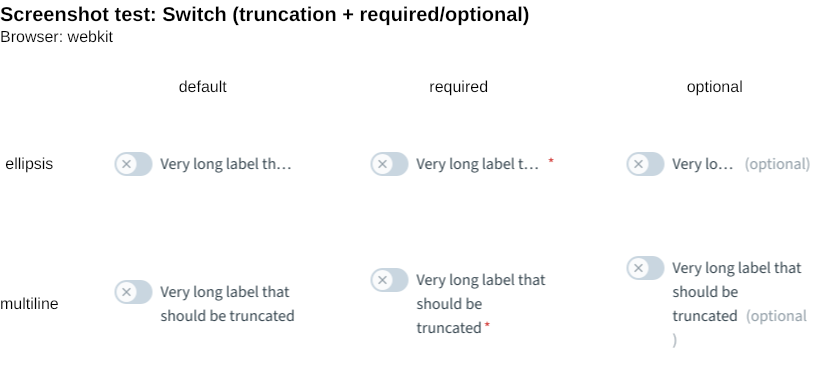 Screenshot test: Switch (truncation + required/optional)
Browser: webkit
default required optional
ellipsis Very long label th… Very long label t… * Very lo… (optional)
multiline
Very long label that
should be truncated
Very long label that
should be
truncated *
Very long label that
should be
truncated (optional
)